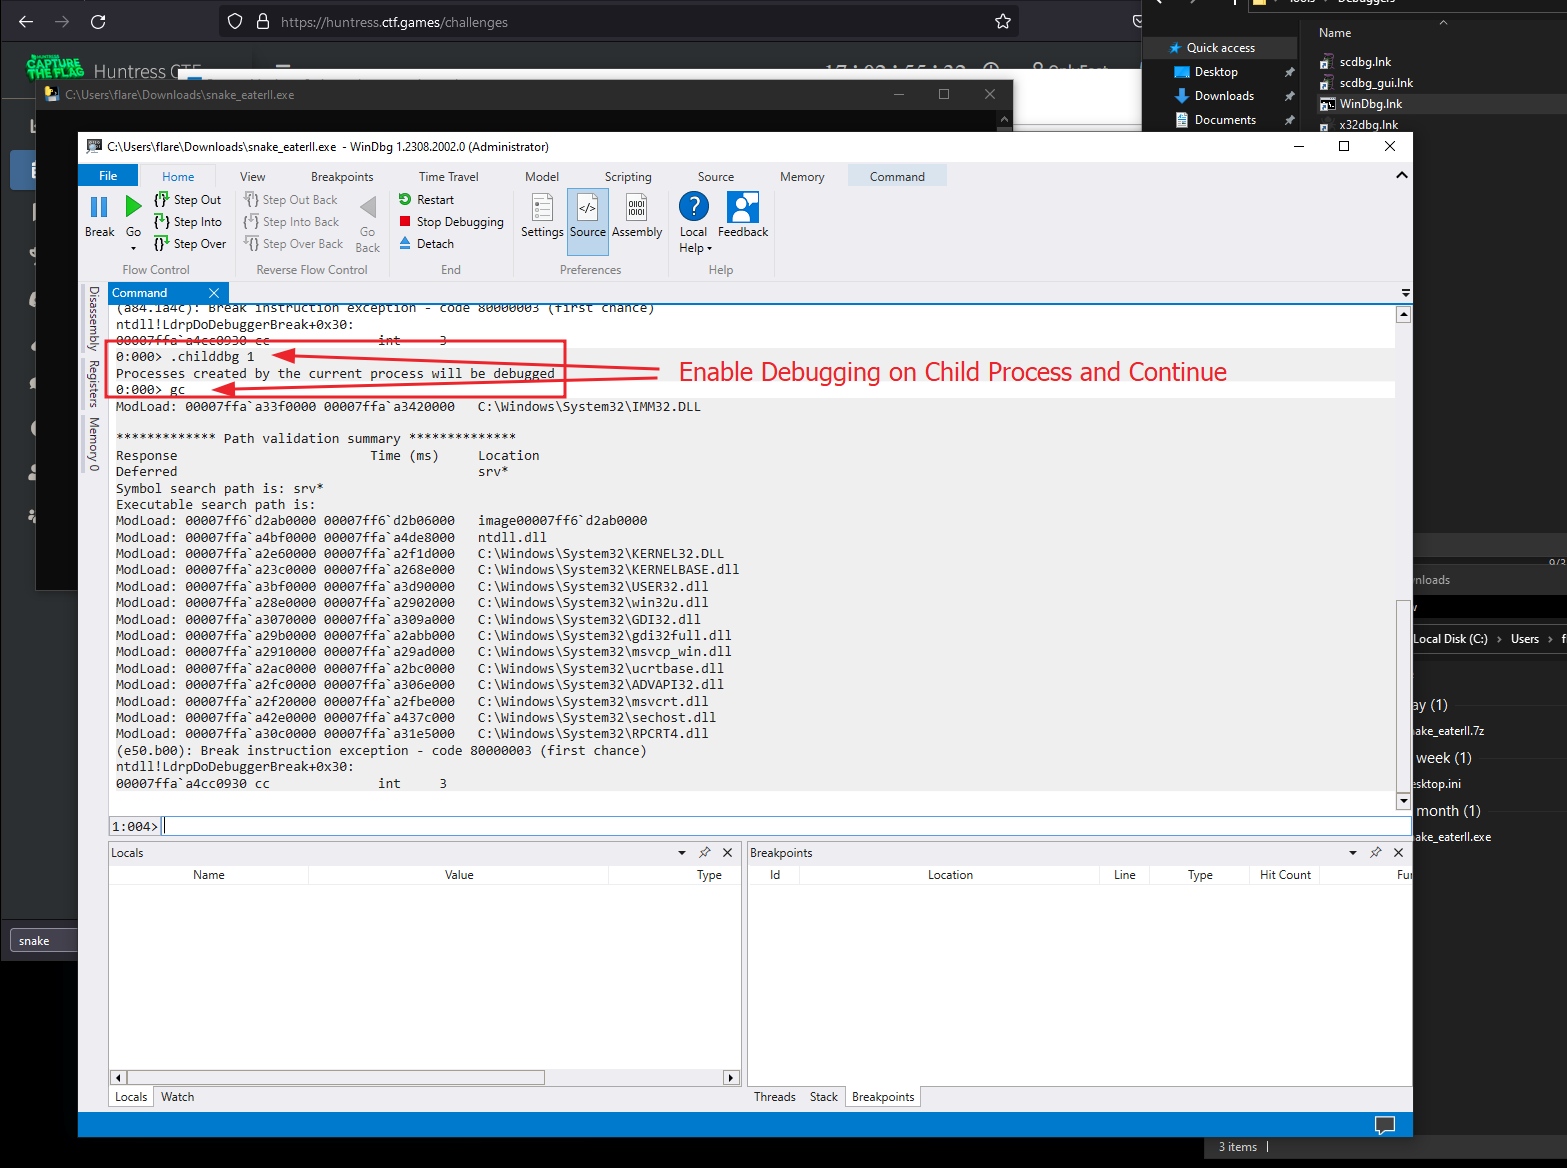 https://huntress.ctf.games/challenges
HUNTRESS
CAPTURE
THE FLAG
Huntress CTF
C:\Users\flare\Downloads\snake_eaterll.exe
Quick access
Desktop
Downloads
Documents
Name
scdbg.lnk
scdbg_gui.lnk
WinDbg.lnk
x32dbg.lnk
C:\Users\flare\Downloads\snake_eaterll.exe - WinDbg 1.2308.2002.0 (Administrator)
File Home View Breakpoints Time Travel Model Scripting Source Memory Command
Break
Go
Step Out
Step Into
Step Over
Flow Control
Step Out Back
Step Into Back
Step Over Back
Go
Back
Reverse Flow Control
Restart
Stop Debugging
Detach
End
Settings
Source
Assembly
Preferences
Local
Help
Feedback
Help
Disassembly
Registers
Memory 0
Command
(a84.1a4c): Break instruction exception - code 80000003 (first chance)
ntdll!LdrpDoDebuggerBreak+0x30:
00007ffa`a4cc0930 cc int 3
0:000> .childdbg 1
Processes created by the current process will be debugged
0:000> gc
Enable Debugging on Child Process and Continue
ModLoad: 00007ffa`a33f0000 00007ffa`a3420000 C:\Windows\System32\IMM32.DLL
************* Path validation summary **************
Response Time (ms) Location
Deferred srv*
Symbol search path is: srv*
Executable search path is:
ModLoad: 00007ff6`d2ab0000 00007ff6`d2b06000 image00007ff6`d2ab0000
ModLoad: 00007ffa`a4bf0000 00007ffa`a4de8000 ntdll.dll
ModLoad: 00007ffa`a2e60000 00007ffa`a2f1d000 C:\Windows\System32\KERNEL32.DLL
ModLoad: 00007ffa`a23c0000 00007ffa`a268e000 C:\Windows\System32\KERNELBASE.dll
ModLoad: 00007ffa`a3bf0000 00007ffa`a3d90000 C:\Windows\System32\USER32.dll
ModLoad: 00007ffa`a28e0000 00007ffa`a2902000 C:\Windows\System32\win32u.dll
ModLoad: 00007ffa`a3070000 00007ffa`a309a000 C:\Windows\System32\GDI32.dll
ModLoad: 00007ffa`a29b0000 00007ffa`a2abb000 C:\Windows\System32\gdi32full.dll
ModLoad: 00007ffa`a2910000 00007ffa`a29ad000 C:\Windows\System32\msvcp_win.dll
ModLoad: 00007ffa`a2ac0000 00007ffa`a2bc0000 C:\Windows\System32\ucrtbase.dll
ModLoad: 00007ffa`a2fc0000 00007ffa`a306e000 C:\Windows\System32\ADVAPI32.dll
ModLoad: 00007ffa`a2f20000 00007ffa`a2fbe000 C:\Windows\System32\msvcrt.dll
ModLoad: 00007ffa`a42e0000 00007ffa`a437c000 C:\Windows\System32\sechost.dll
ModLoad: 00007ffa`a30c0000 00007ffa`a31e5000 C:\Windows\System32\RPCRT4.dll
(e50.b00): Break instruction exception - code 80000003 (first chance)
ntdll!LdrpDoDebuggerBreak+0x30:
00007ffa`a4cc0930 cc int 3
1:004>
Locals
Name Value Type
Locals Watch
Breakpoints
Id Location Line Type Hit Count Fu
Threads Stack Breakpoints
nloads
Local Disk (C:) > Users > f
ay (1)
ake_eaterll.7z
week (1)
esktop.ini
month (1)
ake_eaterll.exe
snake
3 items